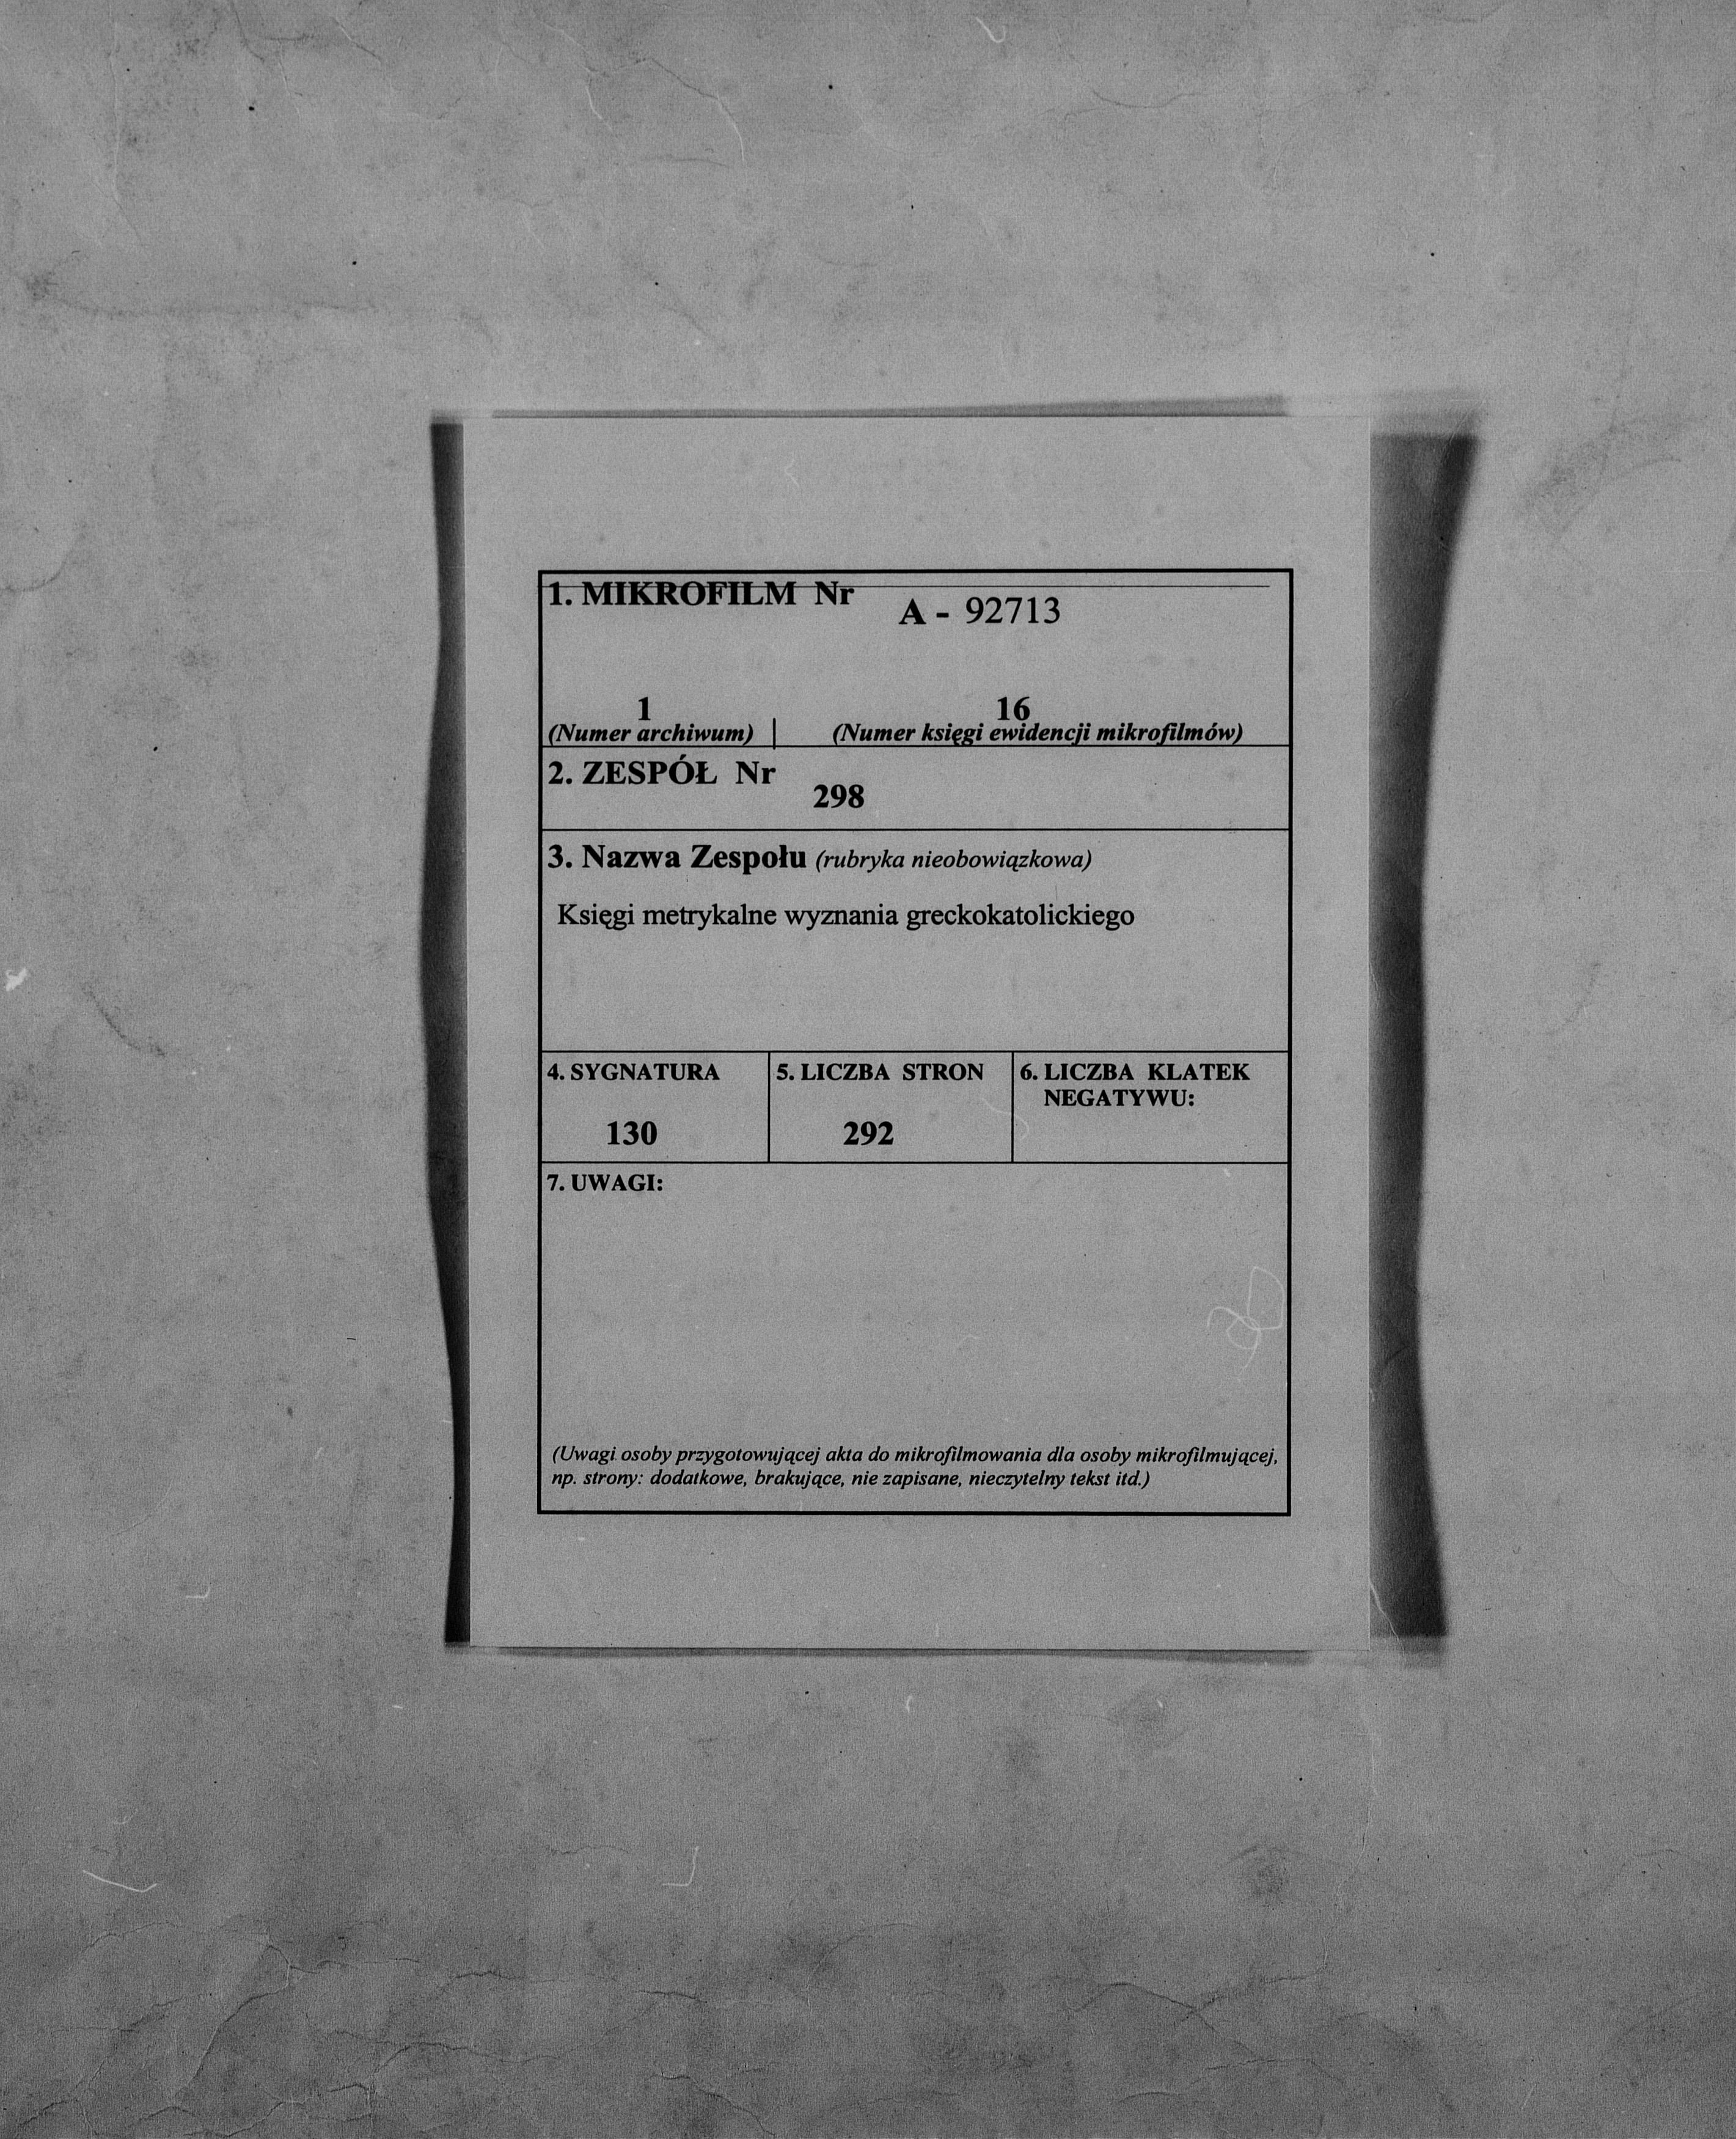 1. MIKROFILM Nr
A - 92713
1 16
(Numer archiwum) | (Numer księgi ewidencji mikrofilmów)
2. ZESPÓŁ Nr
298
3. Nazwa Zespołu (rubryka nieobowiązkowa)
Księgi metrykalne wyznania greckokatolickiego
4. SYGNATURA
130
5. LICZBA STRON
292
6. LICZBA KLATEK
NEGATYWU:
7. UWAGI:
(Uwagi osoby przygotowującej akta do mikrofilmowania dla osoby mikrofilmującej,
np. strony: dodatkowe, brakujące, nie zapisane, nieczytelny tekst itd.)